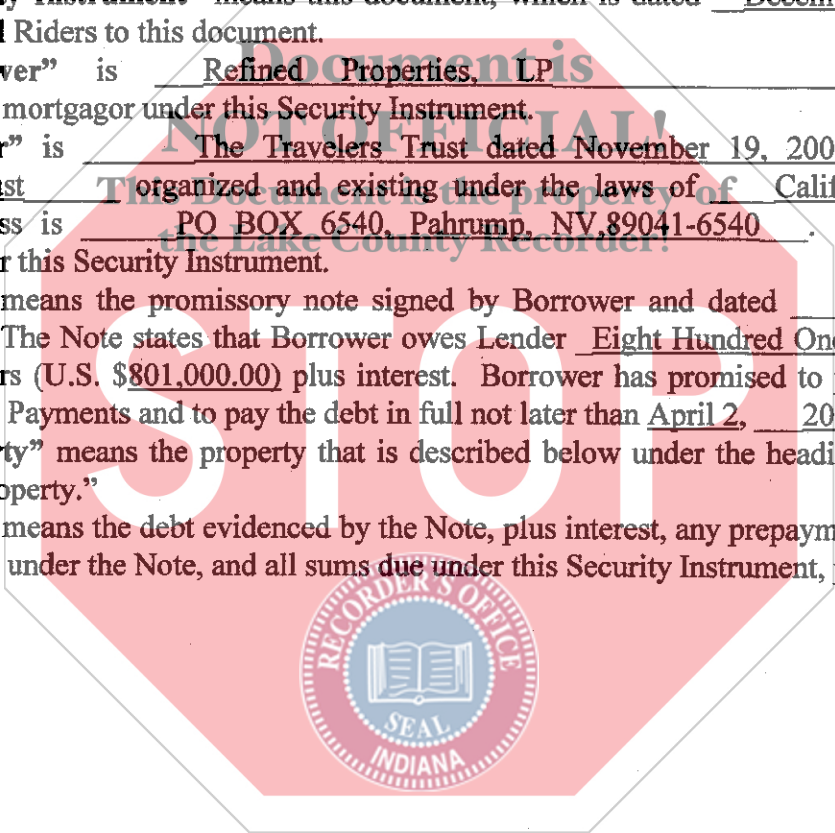 y Instrument" means this document, which is dated Decem
l Riders to this document.
wer" is Refined Properties, LP
mortgagor under this Security Instrument.
r" is The Travelers Trust dated November 19, 200
ust organized and existing under the laws of Calif
ss is PO BOX 6540, Pahrump, NV,89041-6540 .
r this Security Instrument.
means the promissory note signed by Borrower and dated
The Note states that Borrower owes Lender Eight Hundred One
rs (U.S. $801,000.00) plus interest. Borrower has promised to
Payments and to pay the debt in full not later than April 2, 20
rty" means the property that is described below under the headi
operty."
means the debt evidenced by the Note, plus interest, any prepaym
under the Note, and all sums due under this Security Instrument,
Document is
NOT OFFICIAL!
This Document is the property of
the Lake County Recorder!
STOP
RECORDER'S OFFICE
SEAL
INDIANA